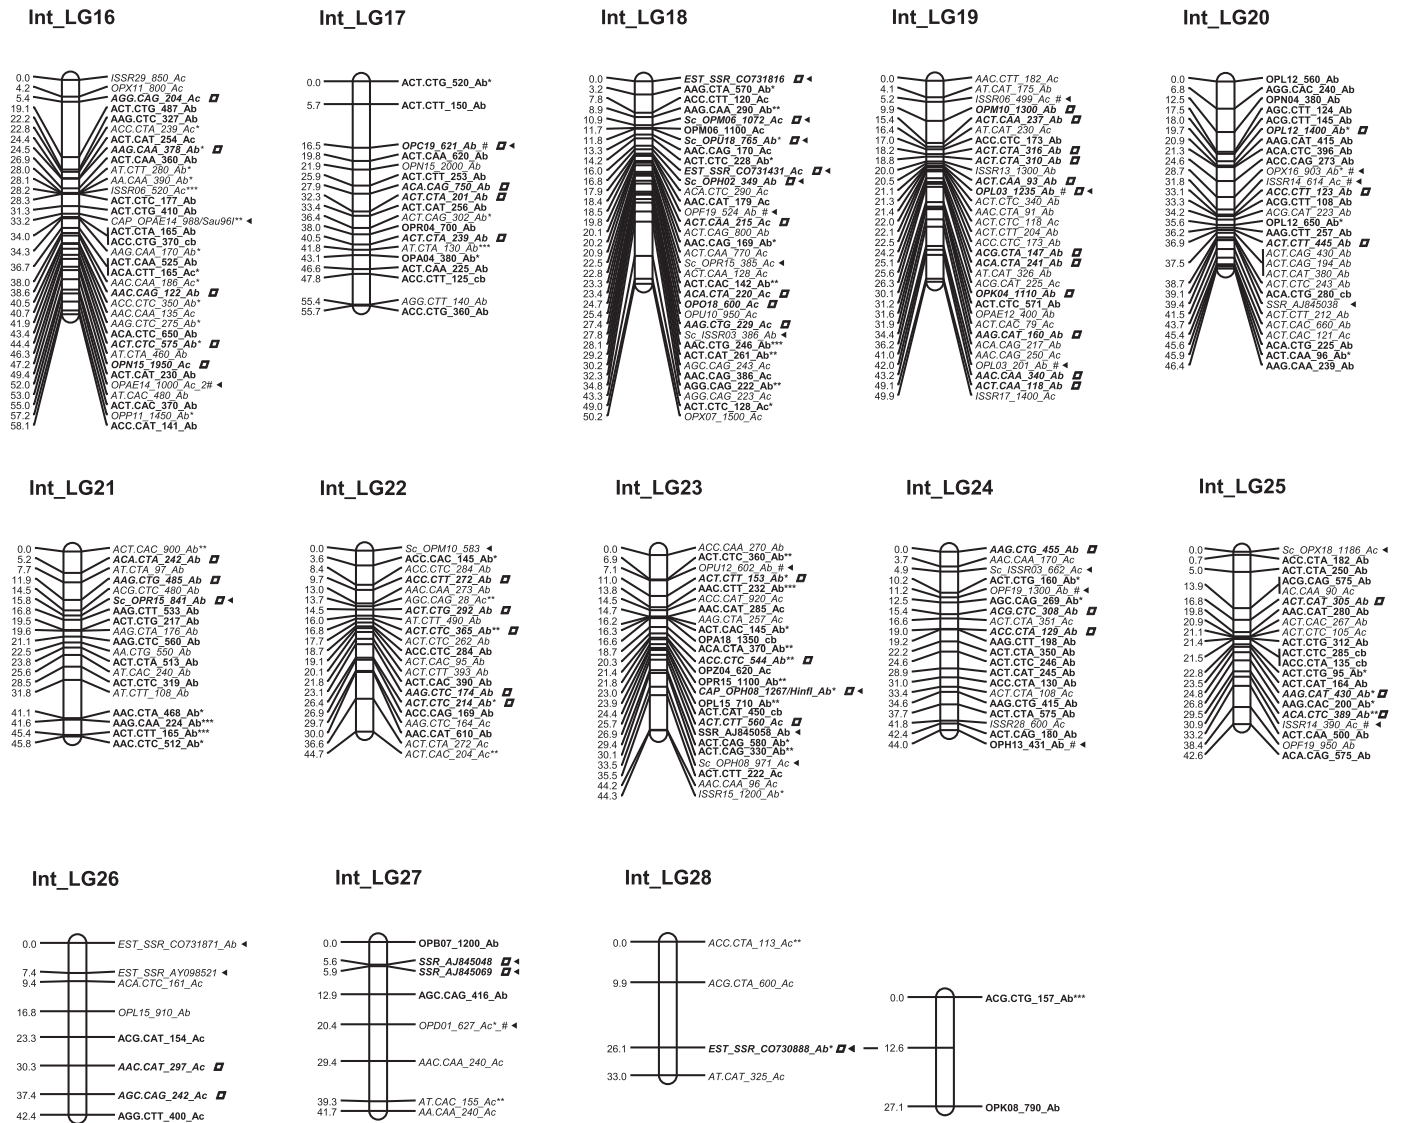 Int_LG16
0.0 ISSR29_850_Ac
4.2 OPX11_800_Ac
5.4 AGG.CAG_204_Ac
19.1 ACT.CTG_487_Ab
22.2 AAG.CTC_327_Ab
22.8 ACC.CTA_239_Ac*
24.4 ACT.CAT_254_Ac
24.5 AAG.CAA_378_Ab*
26.9 ACT.CAA_360_Ab
28.0 AT.CTT_280_Ab*
28.1 AA.CAA_390_Ab*
28.2 ISSR06_520_Ac***
28.3 ACT.CTC_177_Ab
31.3 ACT.CTG_410_Ab
33.2 CAP_OPAE14_988/Sau96I** ◄
34.0 ACT.CTA_165_Ab
ACC.CTG_370_cb
34.3 AAG.CAA_170_Ac*
36.7 ACT.CAA_525_Ab
ACA.CTT_165_Ac*
38.0 AAC.CAA_186_Ac*
38.6 AAC.CAG_122_Ab
40.5 ACC.CTC_350_Ab*
40.7 AAC.CAA_135_Ac
41.9 AAG.CTC_275_Ab*
43.4 ACA.CTC_650_Ab
44.4 ACT.CTC_575_Ab*
46.3 AT.CTA_460_Ab
47.2 OPN15_1950_Ac
49.4 ACT.CAT_230_Ab
52.0 OPAE14_1000_Ac_2# ◄
53.0 AT.CAC_480_Ab
55.0 ACT.CAC_370_Ab
57.2 OPP11_1450_Ab*
58.1 ACC.CAT_141_Ab
Int_LG17
0.0 ACT.CTG_520_Ab*
5.7 ACT.CTT_150_Ab
16.5 OPC19_621_Ab_# ◄
19.8 ACT.CAA_620_Ab
21.9 OPN15_2000_Ab
25.9 ACT.CTT_253_Ab
27.9 ACA.CAG_750_Ab
32.3 ACT.CTA_201_Ab
33.4 ACT.CAT_256_Ab
36.4 ACT.CAG_302_Ab*
38.0 OPR04_700_Ab
40.5 ACT.CTA_239_Ab
41.8 AT.CTA_130_Ab***
43.1 OPA04_380_Ab*
46.6 ACT.CAA_225_Ab
47.8 ACC.CTT_125_cb
55.4 AGG.CTT_140_Ab
55.7 ACC.CTG_360_Ab
Int_LG18
0.0 EST_SSR_CO731816 ◄
3.2 AAG.CTA_570_Ab*
7.8 ACC.CTT_120_Ac
8.9 AAG.CAA_290_Ab**
10.9 Sc_OPM06_1072_Ac ◄
11.7 OPM06_1100_Ac
11.8 Sc_OPU18_765_Ab* ◄
13.3 AAC.CAG_170_Ac
14.2 ACT.CTC_228_Ab*
16.0 EST_SSR_CO731431_Ac ◄
16.8 Sc_OPH02_349_Ab ◄
17.9 ACA.CTC_290_Ac
18.4 AAC.CAT_179_Ac
18.5 OPF19_524_Ab_# ◄
19.8 ACT.CAA_215_Ac
20.1 ACT.CAG_800_Ab
20.2 AAC.CAG_169_Ab*
20.7 ACT.CAA_770_Ac
22.5 Sc_OPR15_385_Ac ◄
22.8 ACT.CAA_128_Ac
23.3 ACT.CAC_142_Ab**
23.4 ACA.CTA_220_Ac
24.7 OPO18_600_Ac
25.4 OPU10_950_Ac
27.4 AAG.CTG_229_Ac
27.8 Sc_ISSR03_386_Ab ◄
28.1 AAC.CTG_246_Ab***
29.2 ACT.CAT_261_Ab**
30.2 AGC.CAG_243_Ac
32.3 AAC.CAG_386_Ac
34.8 AGG.CAG_222_Ab**
43.3 AGG.CAG_223_Ac
49.0 ACT.CTC_128_Ac*
50.2 OPX07_1500_Ac
Int_LG19
0.0 AAC.CTT_182_Ac
4.1 AT.CAT_175_Ab
5.2 ISSR06_499_Ac_# ◄
9.9 OPM10_1300_Ab
15.4 ACT.CAA_237_Ab
16.4 AT.CAT_230_Ac
17.0 ACC.CTC_173_Ab
18.2 ACT.CTA_316_Ab
18.8 ACT.CTA_310_Ab
20.0 ISSR13_1300_Ab
20.5 ACT.CAA_93_Ab
21.2 OPL03_1235_Ab_# ◄
21.3 ACT.CTC_340_Ab
21.4 ACT.CTA_91_Ab
22.1 ACT.CTC_118_Ac
22.2 ACT.CTT_204_Ab
22.5 ACC.CTC_173_Ab
24.2 ACG.CTA_147_Ab
25.1 ACA.CTA_241_Ab
25.6 AT.CAT_326_Ab
26.3 ACG.CAT_225_Ac
30.1 OPK04_1110_Ab
31.2 ACT.CTC_571_Ab
31.6 OPAE12_400_Ab
31.9 ACT.CAC_79_Ac
34.4 AAG.CAT_160_Ab
36.2 ACA.CAG_217_Ab
41.0 AAC.CAG_250_Ac
42.0 OPL03_201_Ab_# ◄
43.2 AAC.CAA_340_Ab
49.1 ACT.CAA_118_Ab
49.9 ISSR17_1400_Ac
Int_LG20
0.0 OPL12_560_Ab
6.8 AGG.CAC_240_Ab
12.5 OPN04_380_Ab
17.5 AGC.CTT_124_Ab
18.0 ACG.CTT_145_Ab
19.7 OPL12_1400_Ab*
20.9 AAG.CAT_415_Ab
21.3 ACA.CTC_396_Ab
24.6 ACC.CAG_273_Ab
28.7 OPX16_903_Ab*_# ◄
31.8 ISSR14_614_Ac_# ◄
33.1 ACC.CTT_123_Ab
33.3 ACG.CTT_108_Ab
34.2 ACG.CAT_223_Ab
35.6 OPL12_650_Ab*
36.2 AAG.CTT_257_Ab
36.9 ACT.CTT_445_Ab
37.5 ACT.CAG_430_Ab
ACT.CAG_194_Ab
ACT.CAT_380_Ab
38.7 ACT.CTC_243_Ab
39.1 ACA.CTG_280_cb
39.4 SSR_AJ845038 ◄
41.5 ACT.CTT_212_Ab
43.7 ACT.CAC_660_Ab
45.4 ACT.CAC_121_Ac
45.6 ACA.CTG_225_Ab
45.9 ACT.CAA_96_Ab*
46.4 AAG.CAA_239_Ab
Int_LG21
0.0 ACT.CAC_900_Ab**
5.2 ACA.CTA_242_Ab
7.7 AT.CTA_97_Ab
11.9 AAG.CTG_485_Ab
14.5 ACG.CTC_480_Ab
15.8 Sc_OPR15_841_Ab ◄
16.8 AAG.CTT_533_Ab
19.5 ACT.CTG_217_Ab
19.6 AAG.CTA_176_Ab
21.1 AAG.CTC_560_Ab
22.5 AA.CTG_550_Ab
23.8 ACT.CTA_513_Ab
25.6 AT.CAC_240_Ab
28.5 ACT.CTC_319_Ab
31.8 AT.CTT_108_Ab
41.1 AAC.CTA_468_Ab*
41.6 AAG.CAA_224_Ab***
45.4 ACT.CTT_165_Ab***
45.8 AAC.CTC_512_Ab*
Int_LG22
0.0 Sc_OPM10_583 ◄
3.6 ACC.CAC_145_Ab*
8.4 ACC.CTC_284_Ab
9.7 ACC.CTT_272_Ab
13.0 AAC.CAA_273_Ab
13.7 AGC.CAG_28_Ac**
14.5 ACT.CTG_292_Ab
16.0 AT.CTT_490_Ab
16.8 ACT.CTC_365_Ab**
17.7 ACT.CTC_262_Ab
18.7 ACC.CTC_284_Ab
19.1 ACT.CAC_95_Ab
20.1 ACT.CTT_393_Ab
21.8 ACT.CAC_390_Ab
23.1 AAG.CTC_174_Ab*
26.4 ACT.CTC_214_Ab*
26.9 ACC.CAG_169_Ab
29.7 AAG.CTC_164_Ac
30.0 AAC.CAT_610_Ab
36.6 ACT.CTA_272_Ac
44.7 ACT.CAC_204_Ac**
Int_LG23
0.0 ACC.CAA_270_Ab
6.9 ACT.CTC_360_Ab**
7.1 OPU12_602_Ab_# ◄
11.0 ACT.CTT_153_Ab*
13.8 AAC.CTT_232_Ab***
14.5 ACC.CAT_920_Ac
14.7 AAC.CAT_285_Ac
16.2 AAG.CTA_257_Ac
16.3 ACT.CAC_145_Ab*
16.6 OPA18_1350_cb
18.7 ACA.CTA_370_Ab**
20.3 ACC.CTC_544_Ab**
21.4 OPZ04_620_Ac
21.8 OPR15_1100_Ab**
23.0 CAP_OPH08_1267/HinfI_Ab* ◄
23.9 OPL15_710_Ab**
24.4 ACT.CAT_450_cb
25.7 ACT.CTT_560_Ac
26.9 SSR_AJ845058_Ab ◄
29.7 ACT.CAG_580_Ab*
30.1 ACT.CAG_330_Ab**
33.5 Sc_OPH08_971_Ac ◄
35.5 ACT.CTT_222_Ac
44.2 AAC.CAA_96_Ac
44.3 ISSR15_1200_Ab*
Int_LG24
0.0 AAG.CTG_455_Ab
3.7 AAC.CAA_170_Ac
4.9 Sc_ISSR03_662_Ac ◄
10.2 ACT.CTG_160_Ab*
11.2 OPF19_1300_Ab_# ◄
12.5 AGC.CAG_269_Ab*
15.4 ACG.CTC_308_Ab
16.6 ACT.CTA_351_Ac
19.0 ACC.CTA_129_Ab
19.9 AAG.CTT_198_Ab
22.7 ACT.CTA_350_Ab
24.6 ACT.CTC_246_Ab
28.9 ACT.CAT_245_Ab
31.0 ACC.CTA_130_Ab
33.4 ACT.CTA_108_Ac
34.6 AAG.CTG_415_Ab*
37.7 ACT.CTA_575_Ab
41.8 ISSR28_600_Ac
42.4 ACT.CAG_180_Ab
44.0 OPH13_431_Ab_# ◄
Int_LG25
0.0 Sc_OPX18_1186_Ac ◄
0.7 ACC.CTA_182_Ab
5.0 ACT.CTA_250_Ab
13.9 ACG.CAG_575_Ab
AC.CAA_90_Ac
16.8 ACT.CAT_305_Ab
20.8 AAC.CAT_280_Ab
20.9 ACT.CAC_267_Ab
21.1 ACT.CTC_105_Ac
21.4 ACT.CTG_312_Ab
21.5 ACT.CTC_285_cb
ACC.CTA_135_cb
22.2 ACT.CTG_95_Ab*
23.5 ACT.CAT_164_Ab
24.8 AAG.CAT_430_Ab*
26.8 AAG.CTC_200_Ab
29.5 ACA.CTC_389_Ab**
30.9 ISSR14_390_Ac_# ◄
33.2 ACT.CAA_500_Ab
38.4 OPF19_950_Ab
42.6 ACA.CAG_575_Ab
Int_LG26
0.0 EST_SSR_CO731871_Ab ◄
7.4 EST_SSR_AY098521 ◄
9.4 ACA.CTC_161_Ac
16.8 OPL15_910_Ab
23.3 ACG.CAT_154_Ac
30.3 AAC.CAT_297_Ac
37.4 AGC.CAG_242_Ac
42.4 AGG.CTT_400_Ac
Int_LG27
0.0 OPB07_1200_Ab
5.6 SSR_AJ845048 ◄
5.9 SSR_AJ845069 ◄
12.9 AGC.CAG_416_Ab
20.4 OPD01_627_Ac*_# ◄
29.4 AAC.CAA_240_Ac
39.3 AT.CAC_155_Ac**
41.7 AA.CAA_240_Ac
Int_LG28
0.0 ACC.CTA_113_Ac**
9.9 ACG.CTA_600_Ac
26.1 EST_SSR_CO730888_Ab* ◄
33.0 AT.CAT_325_Ac
0.0 ACG.CTG_157_Ab***
12.6
27.1 OPK08_790_Ab